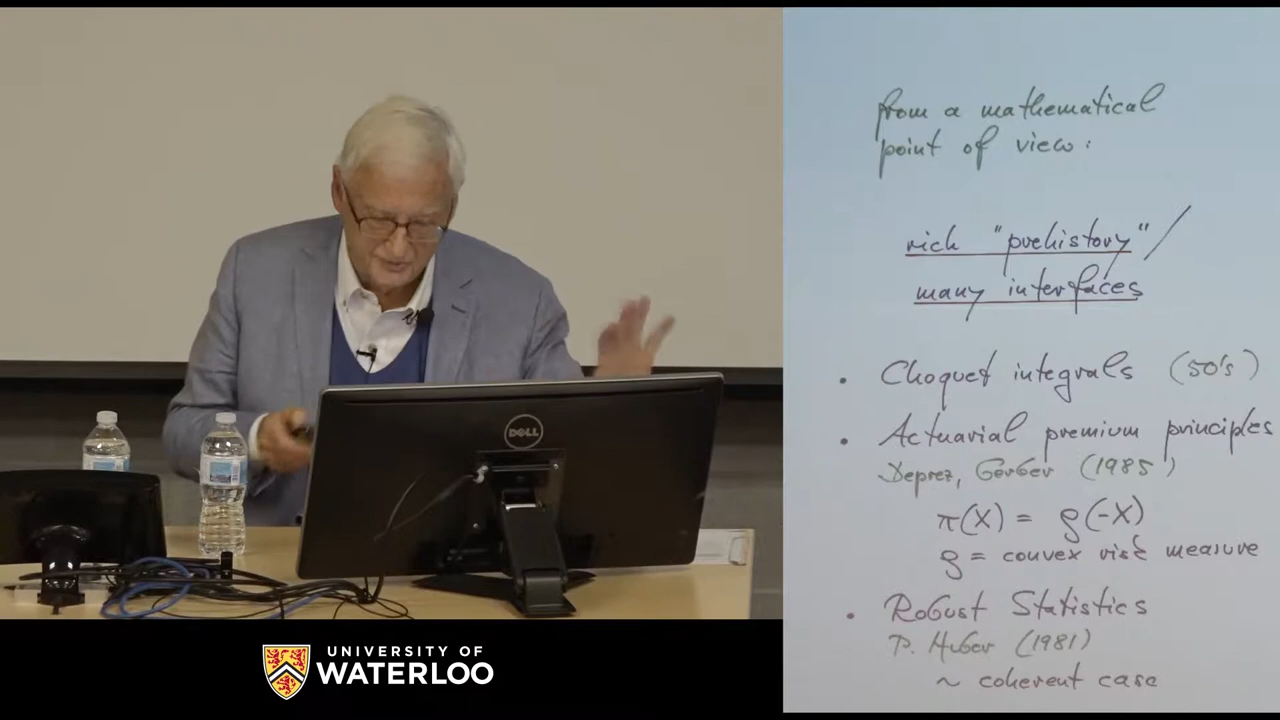 from a mathematical
point of view:
rich "prehistory" /
many interfaces
• Choquet integrals (50's)
• Actuarial premium principles
Deprez, Gerber (1985)
π(X) = ρ(-X)
ρ = convex risk measure
• Robust Statistics
P. Huber (1981)
~ coherent case
DELL
UNIVERSITY OF
WATERLOO